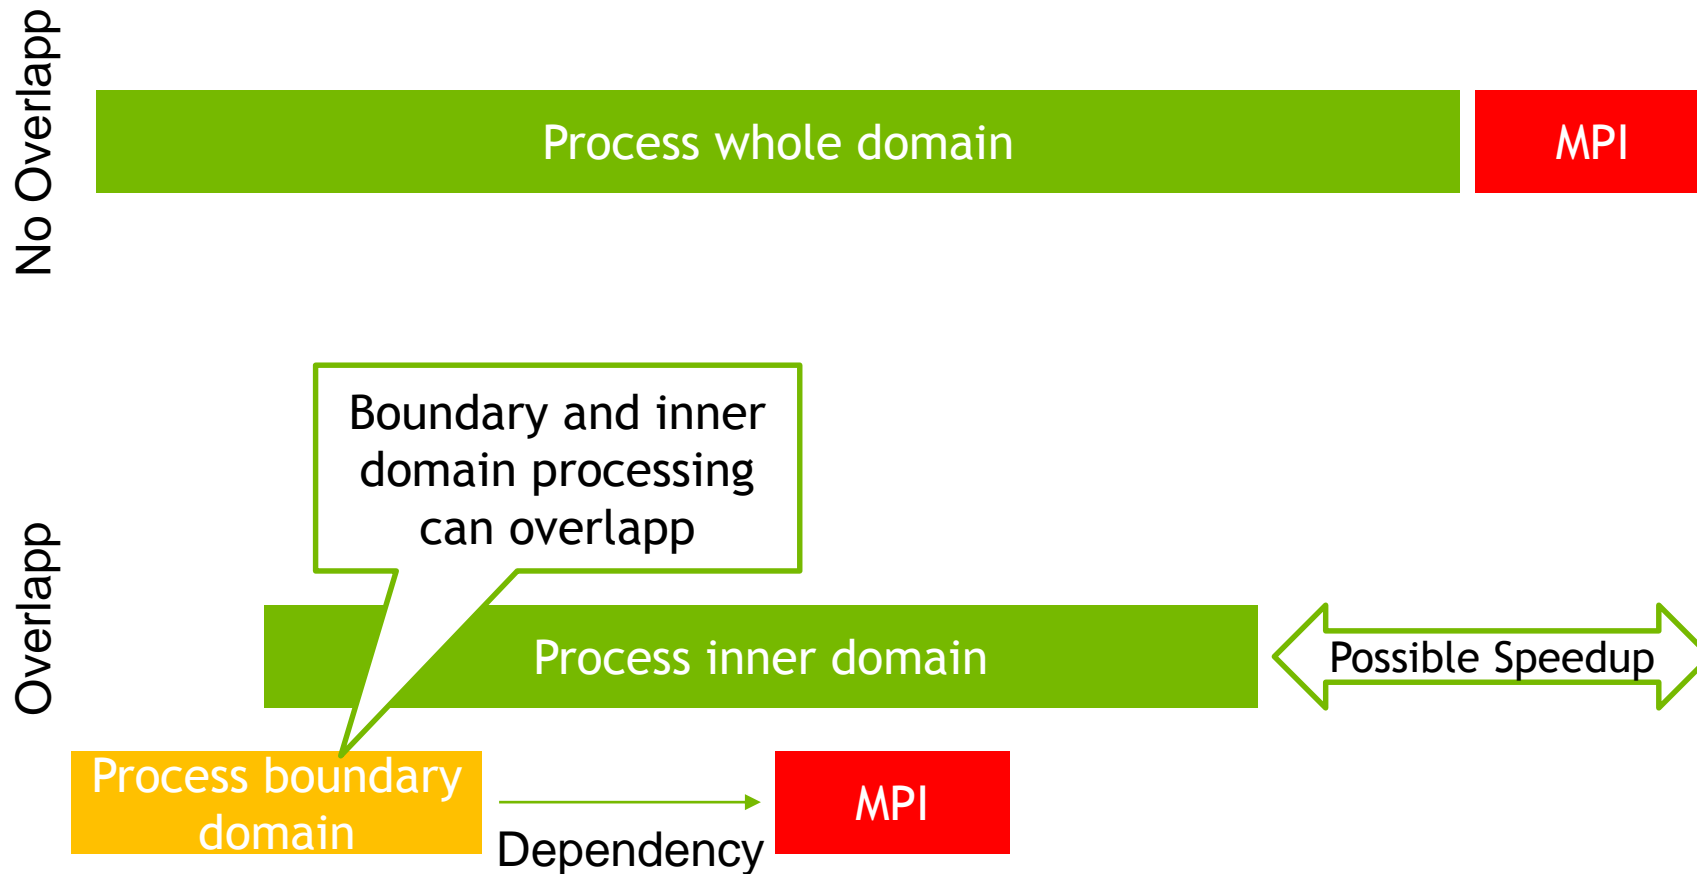 No Overlapp
Process whole domain
MPI
Boundary and inner
domain processing
can overlapp
Overlapp
Process inner domain
Possible Speedup
Process boundary
domain
Dependency
MPI